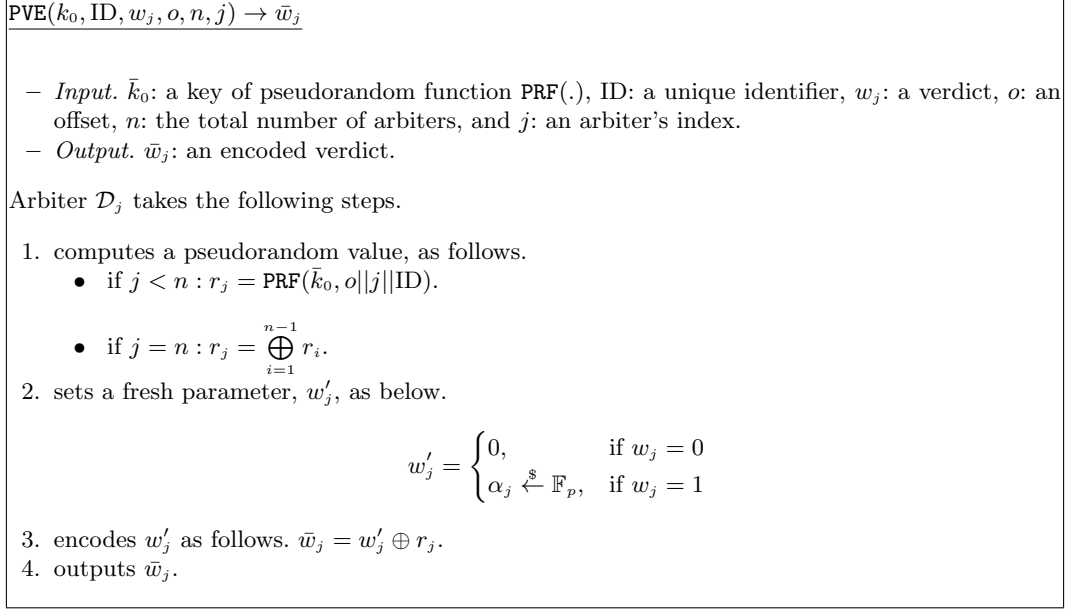 PVE(k₀, ID, wⱼ, o, n, j) → w̄ⱼ
– Input. k̄₀: a key of pseudorandom function PRF(.), ID: a unique identifier, wⱼ: a verdict, o: an
offset, n: the total number of arbiters, and j: an arbiter's index.
– Output. w̄ⱼ: an encoded verdict.
Arbiter 𝒟ⱼ takes the following steps.
1. computes a pseudorandom value, as follows.
• if j < n : rⱼ = PRF(k̄₀, o||j||ID).
• if j = n : rⱼ = ⊕_{i=1}^{n−1} rᵢ.
2. sets a fresh parameter, w′ⱼ, as below.
w′ⱼ = { 0, if wⱼ = 0
αⱼ ←$ 𝔽ₚ, if wⱼ = 1
3. encodes w′ⱼ as follows. w̄ⱼ = w′ⱼ ⊕ rⱼ.
4. outputs w̄ⱼ.